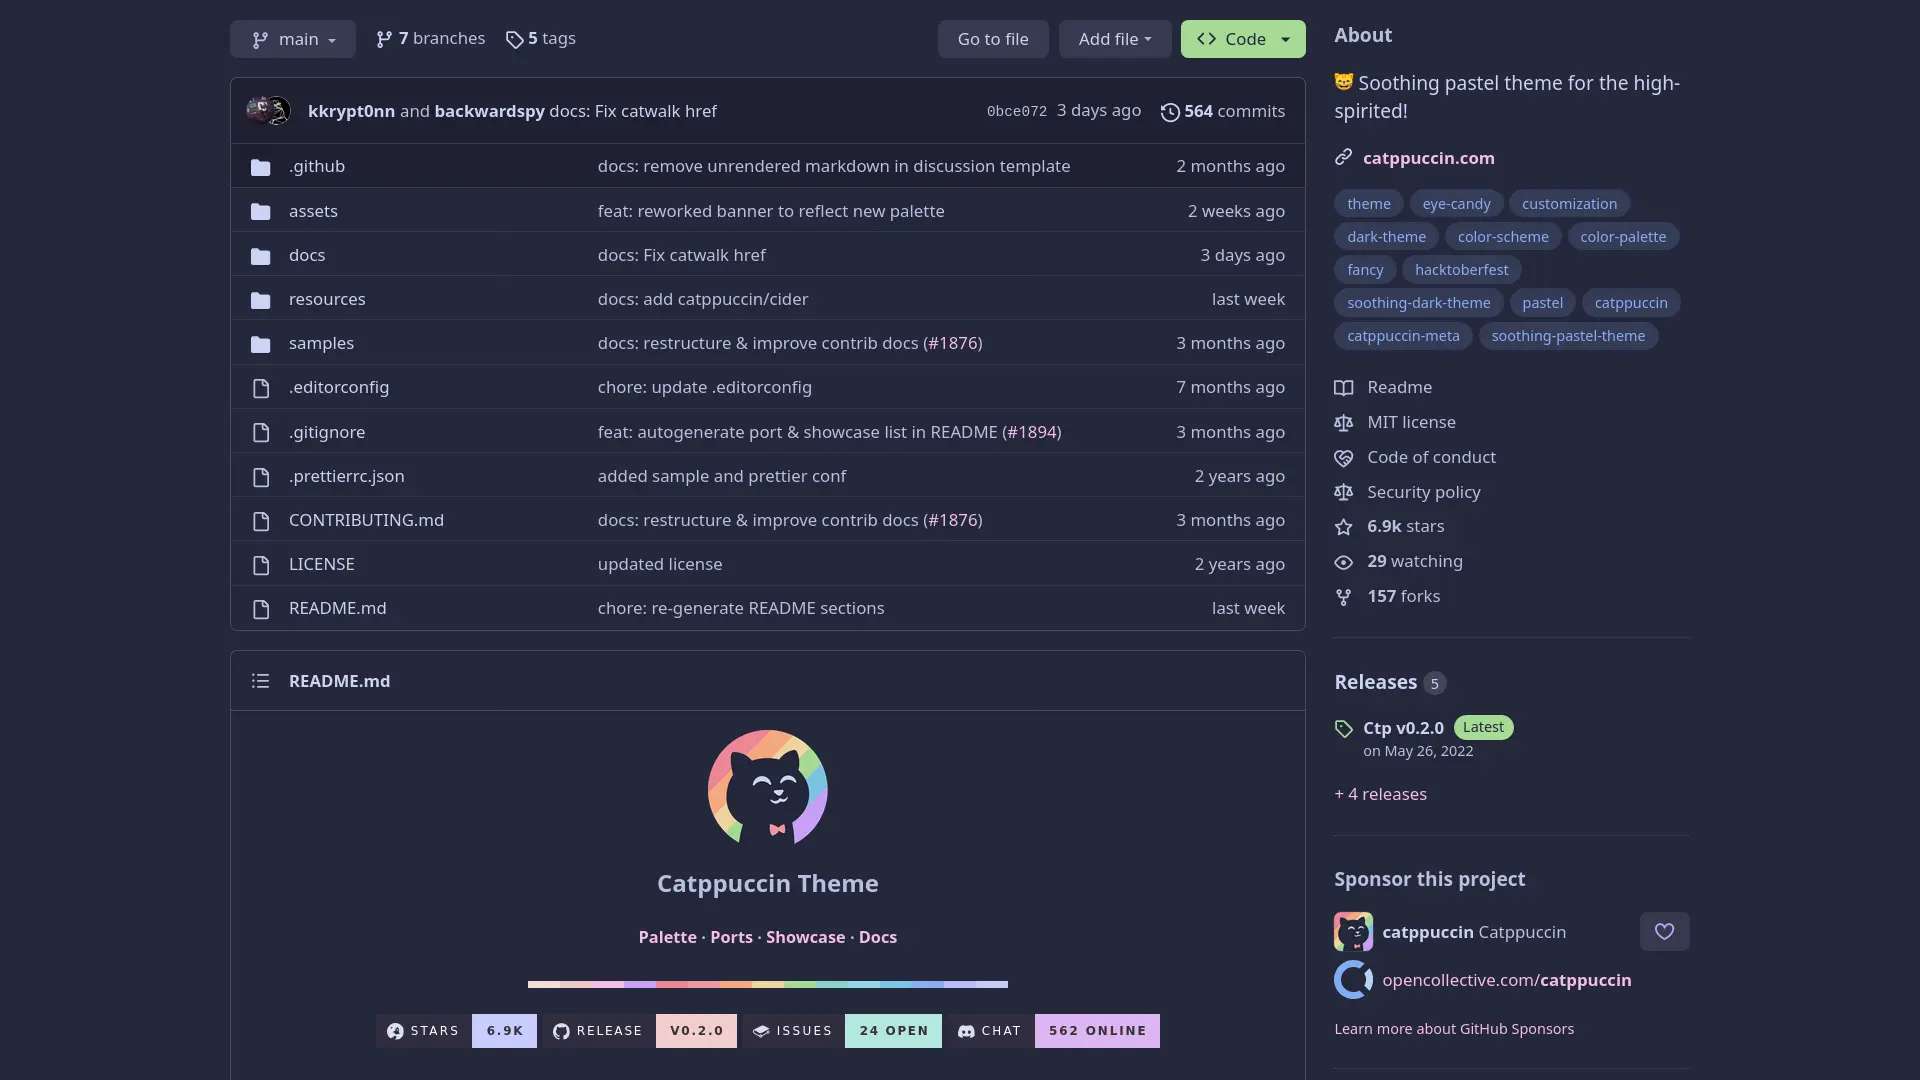 main 7 branches 5 tags Go to file Add file Code
kkrypt0nn and backwardspy docs: Fix catwalk href 0bce072 3 days ago 564 commits
.github docs: remove unrendered markdown in discussion template 2 months ago
assets feat: reworked banner to reflect new palette 2 weeks ago
docs docs: Fix catwalk href 3 days ago
resources docs: add catppuccin/cider last week
samples docs: restructure & improve contrib docs (#1876) 3 months ago
.editorconfig chore: update .editorconfig 7 months ago
.gitignore feat: autogenerate port & showcase list in README (#1894) 3 months ago
.prettierrc.json added sample and prettier conf 2 years ago
CONTRIBUTING.md docs: restructure & improve contrib docs (#1876) 3 months ago
LICENSE updated license 2 years ago
README.md chore: re-generate README sections last week
README.md
Catppuccin Theme
Palette · Ports · Showcase · Docs
STARS 6.9K RELEASE V0.2.0 ISSUES 24 OPEN CHAT 562 ONLINE
About
😸 Soothing pastel theme for the high-
spirited!
catppuccin.com
theme eye-candy customization
dark-theme color-scheme color-palette
fancy hacktoberfest
soothing-dark-theme pastel catppuccin
catppuccin-meta soothing-pastel-theme
Readme
MIT license
Code of conduct
Security policy
6.9k stars
29 watching
157 forks
Releases 5
Ctp v0.2.0 Latest
on May 26, 2022
+ 4 releases
Sponsor this project
catppuccin Catppuccin
opencollective.com/catppuccin
Learn more about GitHub Sponsors